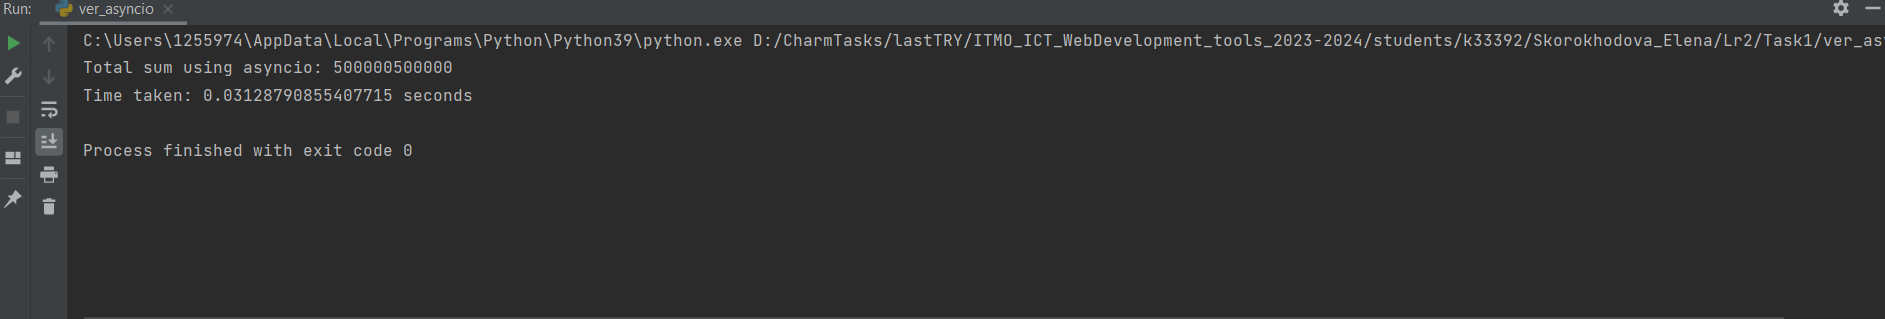 Run: ver_asyncio
C:\Users\1255974\AppData\Local\Programs\Python\Python39\python.exe D:/CharmTasks/lastTRY/ITMO_ICT_WebDevelopment_tools_2023-2024/students/k33392/Skorokhodova_Elena/Lr2/Task1/ver_as
Total sum using asyncio: 500000500000
Time taken: 0.03128790855407715 seconds
Process finished with exit code 0